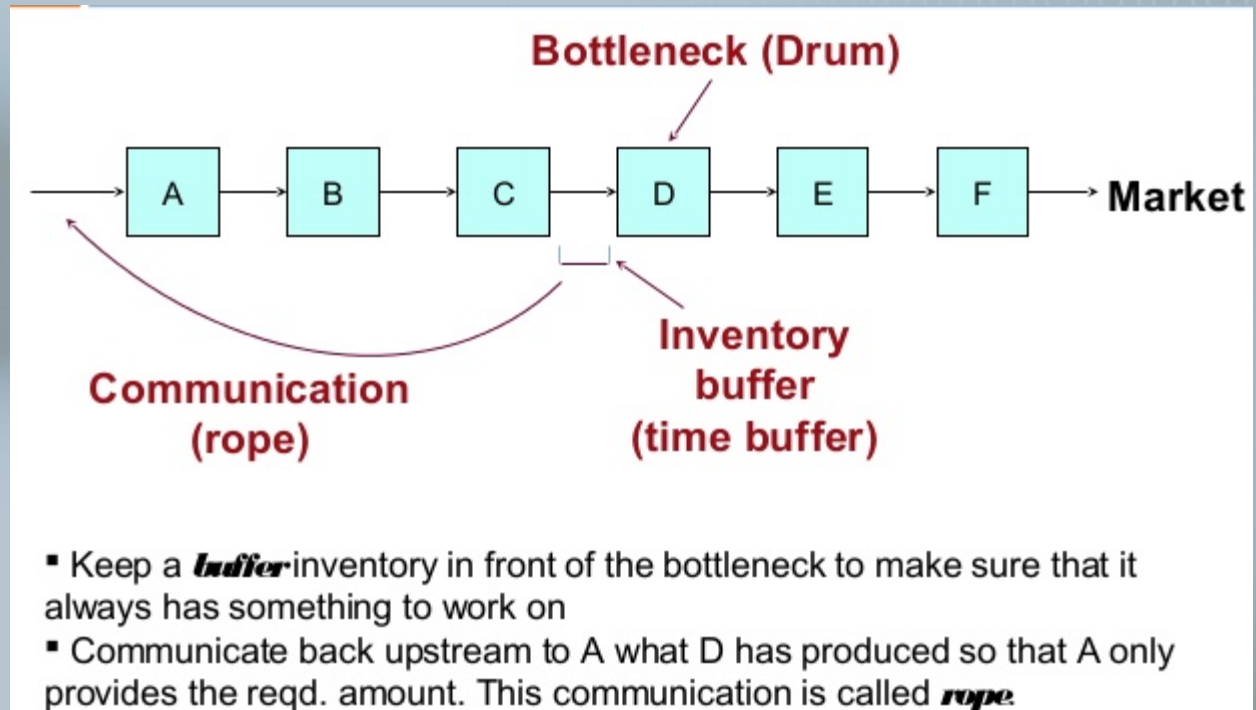 Bottleneck (Drum)
A
B
C
D
E
F
Market
Inventory
buffer
(time buffer)
Communication
(rope)
▪ Keep a buffer inventory in front of the bottleneck to make sure that it
always has something to work on
▪ Communicate back upstream to A what D has produced so that A only
provides the reqd. amount. This communication is called rope.